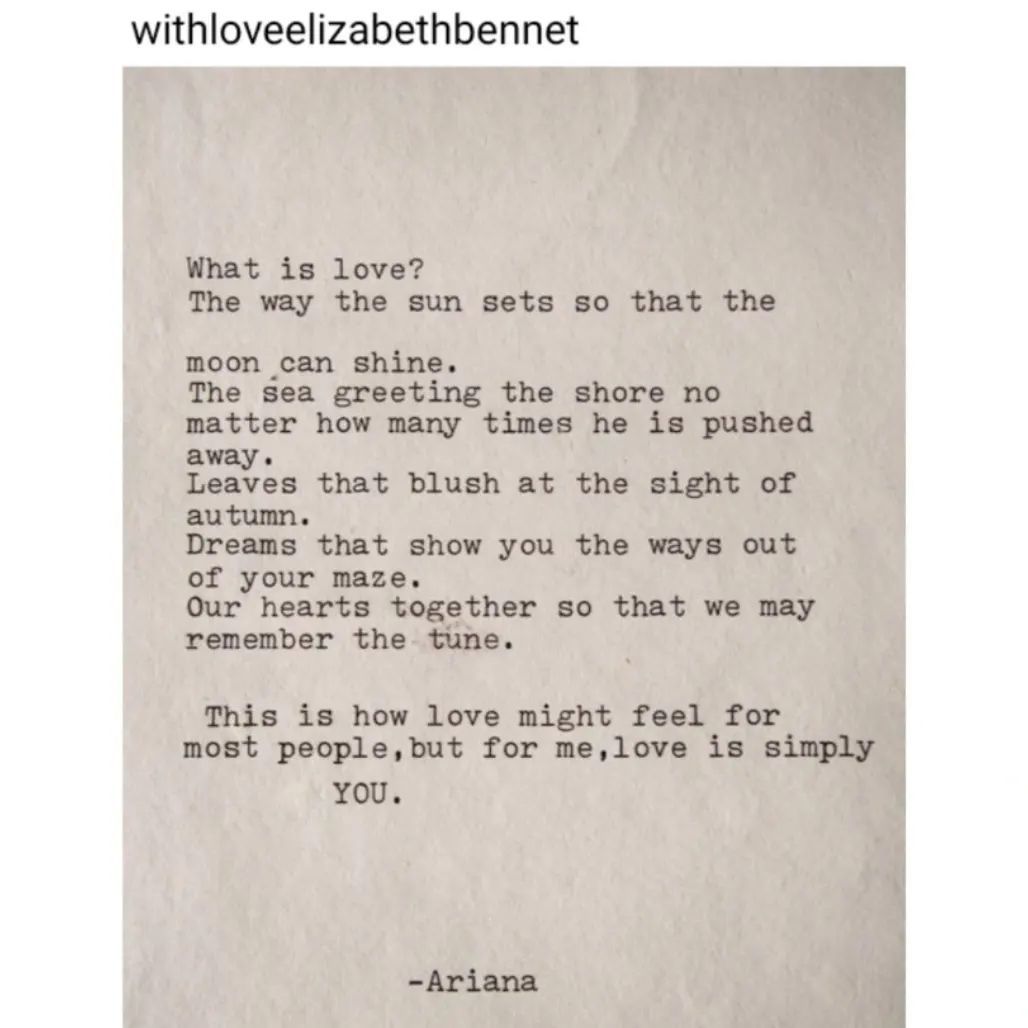 withloveelizabethbennet
What is love?
The way the sun sets so that the
moon can shine.
The sea greeting the shore no
matter how many times he is pushed
away.
Leaves that blush at the sight of
autumn.
Dreams that show you the ways out
of your maze.
Our hearts together so that we may
remember the tune.
This is how love might feel for
most people,but for me,love is simply
YOU.
-Ariana